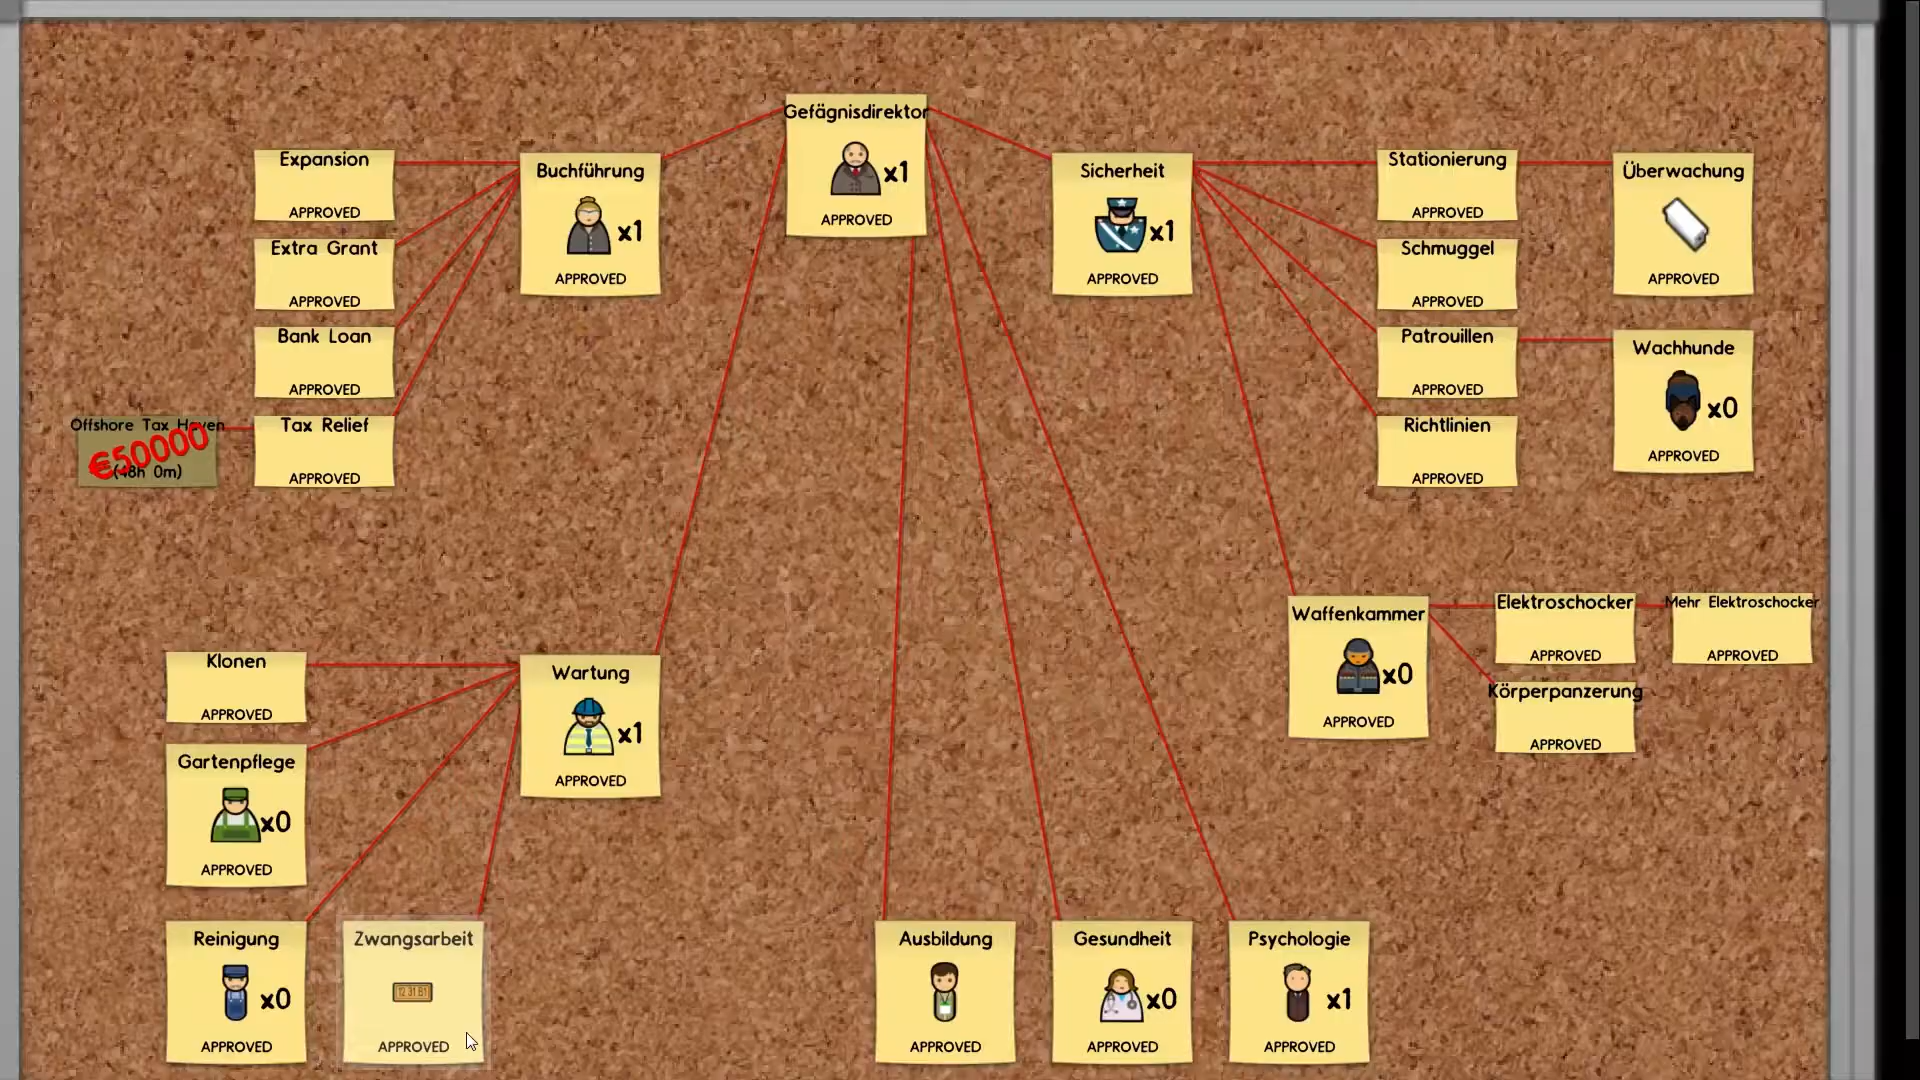 Gefägnisdirektor
x1
APPROVED
Expansion
APPROVED
Buchführung
x1
APPROVED
Sicherheit
x1
APPROVED
Stationierung
APPROVED
Überwachung
APPROVED
Extra Grant
APPROVED
Schmuggel
APPROVED
Bank Loan
APPROVED
Patrouillen
APPROVED
Wachhunde
x0
APPROVED
Offshore Tax Haven
€50000
(48h 0m)
Tax Relief
APPROVED
Richtlinien
APPROVED
Waffenkammer
x0
APPROVED
Elektroschocker
APPROVED
Mehr Elektroschocker
APPROVED
Körperpanzerung
APPROVED
Klonen
APPROVED
Wartung
x1
APPROVED
Gartenpflege
x0
APPROVED
Reinigung
x0
APPROVED
Zwangsarbeit
APPROVED
Ausbildung
APPROVED
Gesundheit
x0
APPROVED
Psychologie
x1
APPROVED